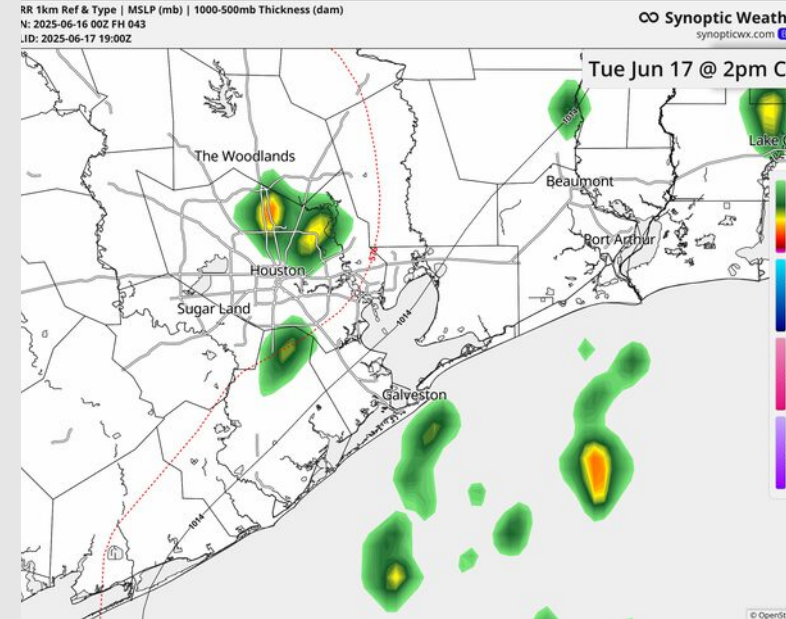 RR 1km Ref & Type | MSLP (mb) | 1000-500mb Thickness (dam)
N: 2025-06-16 00Z FH 043
LID: 2025-06-17 19:00Z
Synoptic Weath
synopticwx.com
Tue Jun 17 @ 2pm C
1014
Lake C
The Woodlands
Beaumont
Port Arthur
Houston
Sugar Land
1014
Galveston
1014
© OpenSt